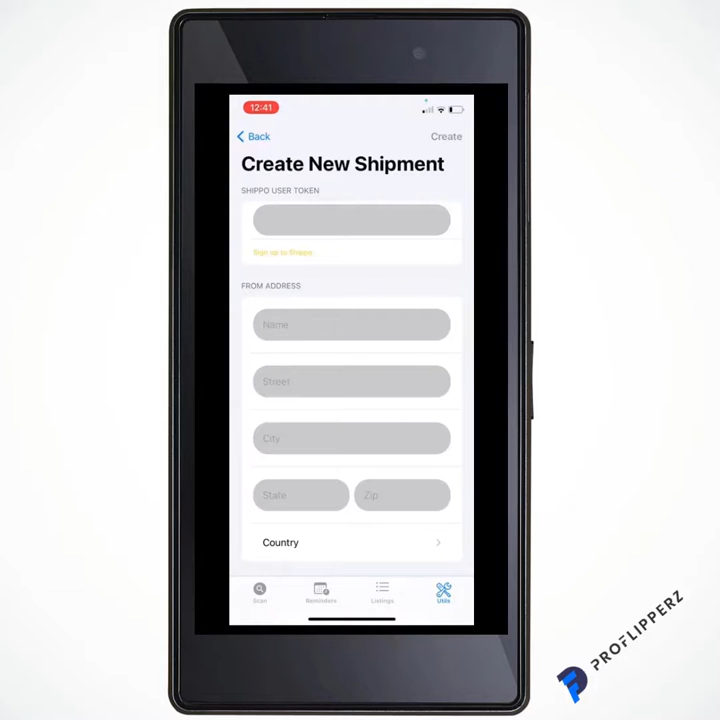 12:41
Back
Create
Create New Shipment
SHIPPO USER TOKEN
Sign up to Shippo
FROM ADDRESS
Name
Street
City
State
Zip
Country
Scan
Reminders
Listings
Utils
PROFLIPPERZ